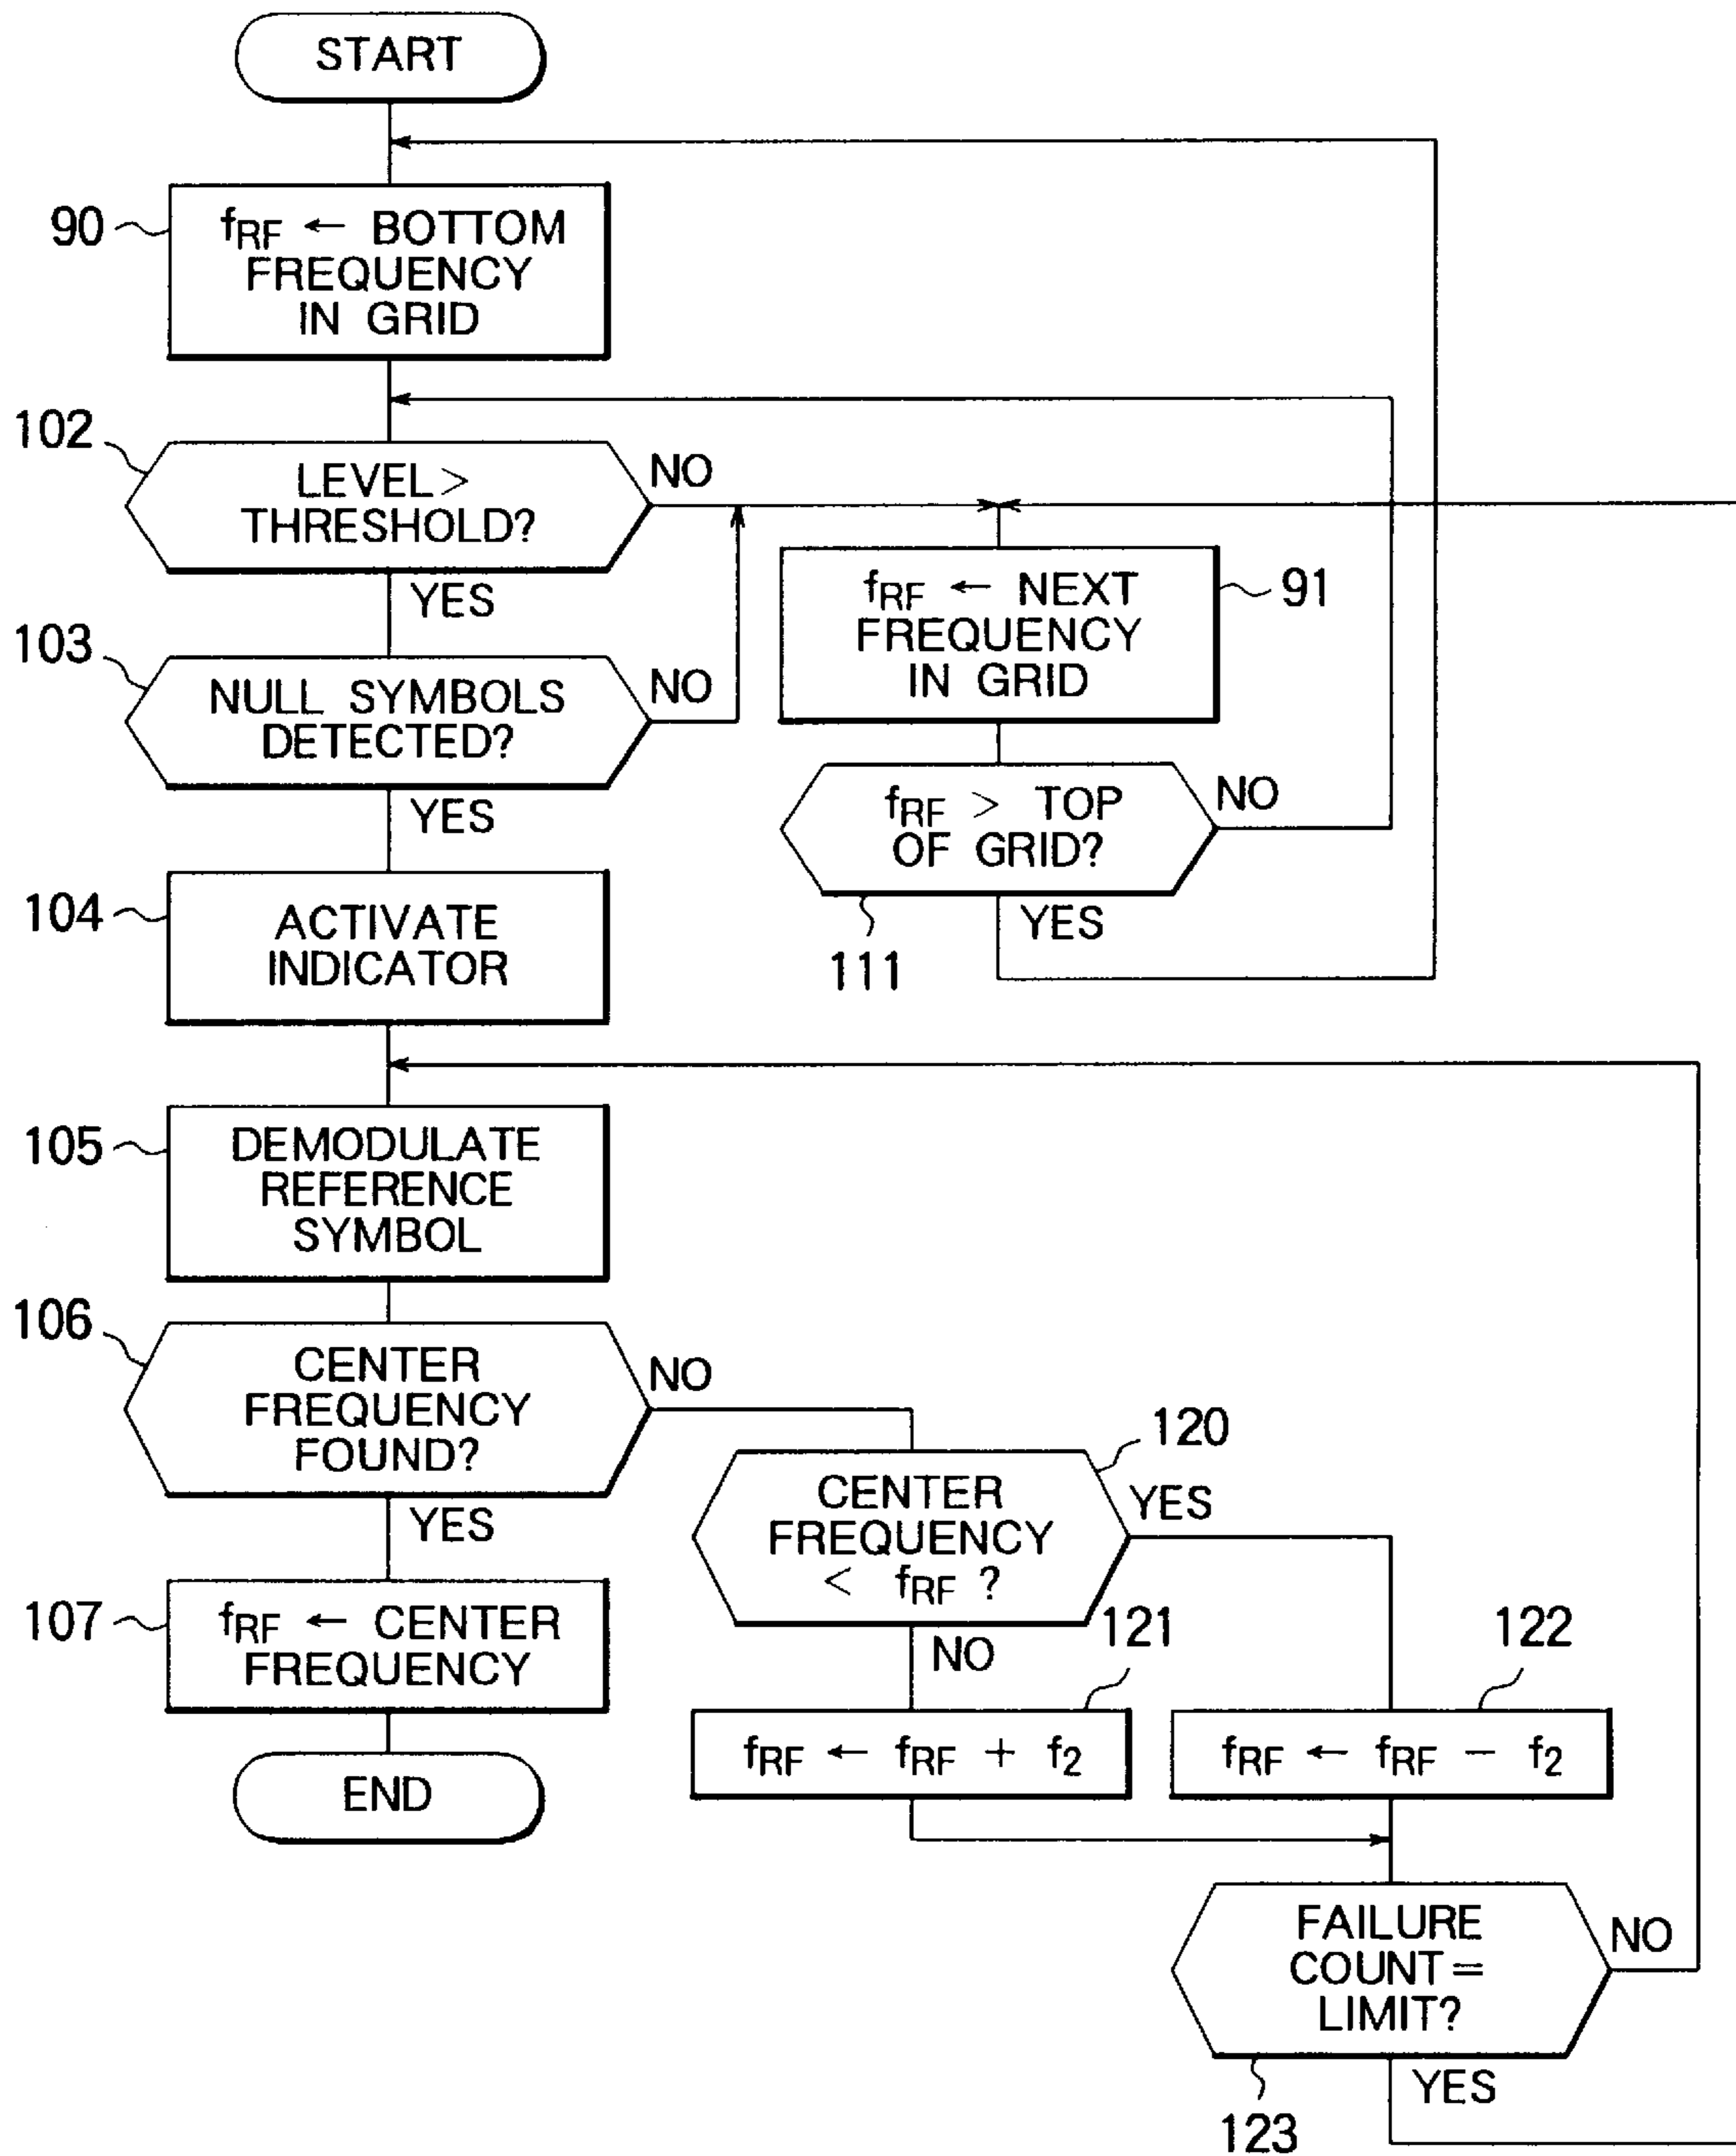 START
90
fRF ← BOTTOM
FREQUENCY
IN GRID
102
LEVEL >
THRESHOLD?
NO
YES
fRF ← NEXT
FREQUENCY
IN GRID
91
103
NULL SYMBOLS
DETECTED?
NO
YES
fRF > TOP
OF GRID?
NO
YES
111
104
ACTIVATE
INDICATOR
105
DEMODULATE
REFERENCE
SYMBOL
106
CENTER
FREQUENCY
FOUND?
NO
YES
120
CENTER
FREQUENCY
< fRF ?
YES
NO
107
fRF ← CENTER
FREQUENCY
121
fRF ← fRF + f2
122
fRF ← fRF − f2
END
FAILURE
COUNT =
LIMIT?
NO
YES
123